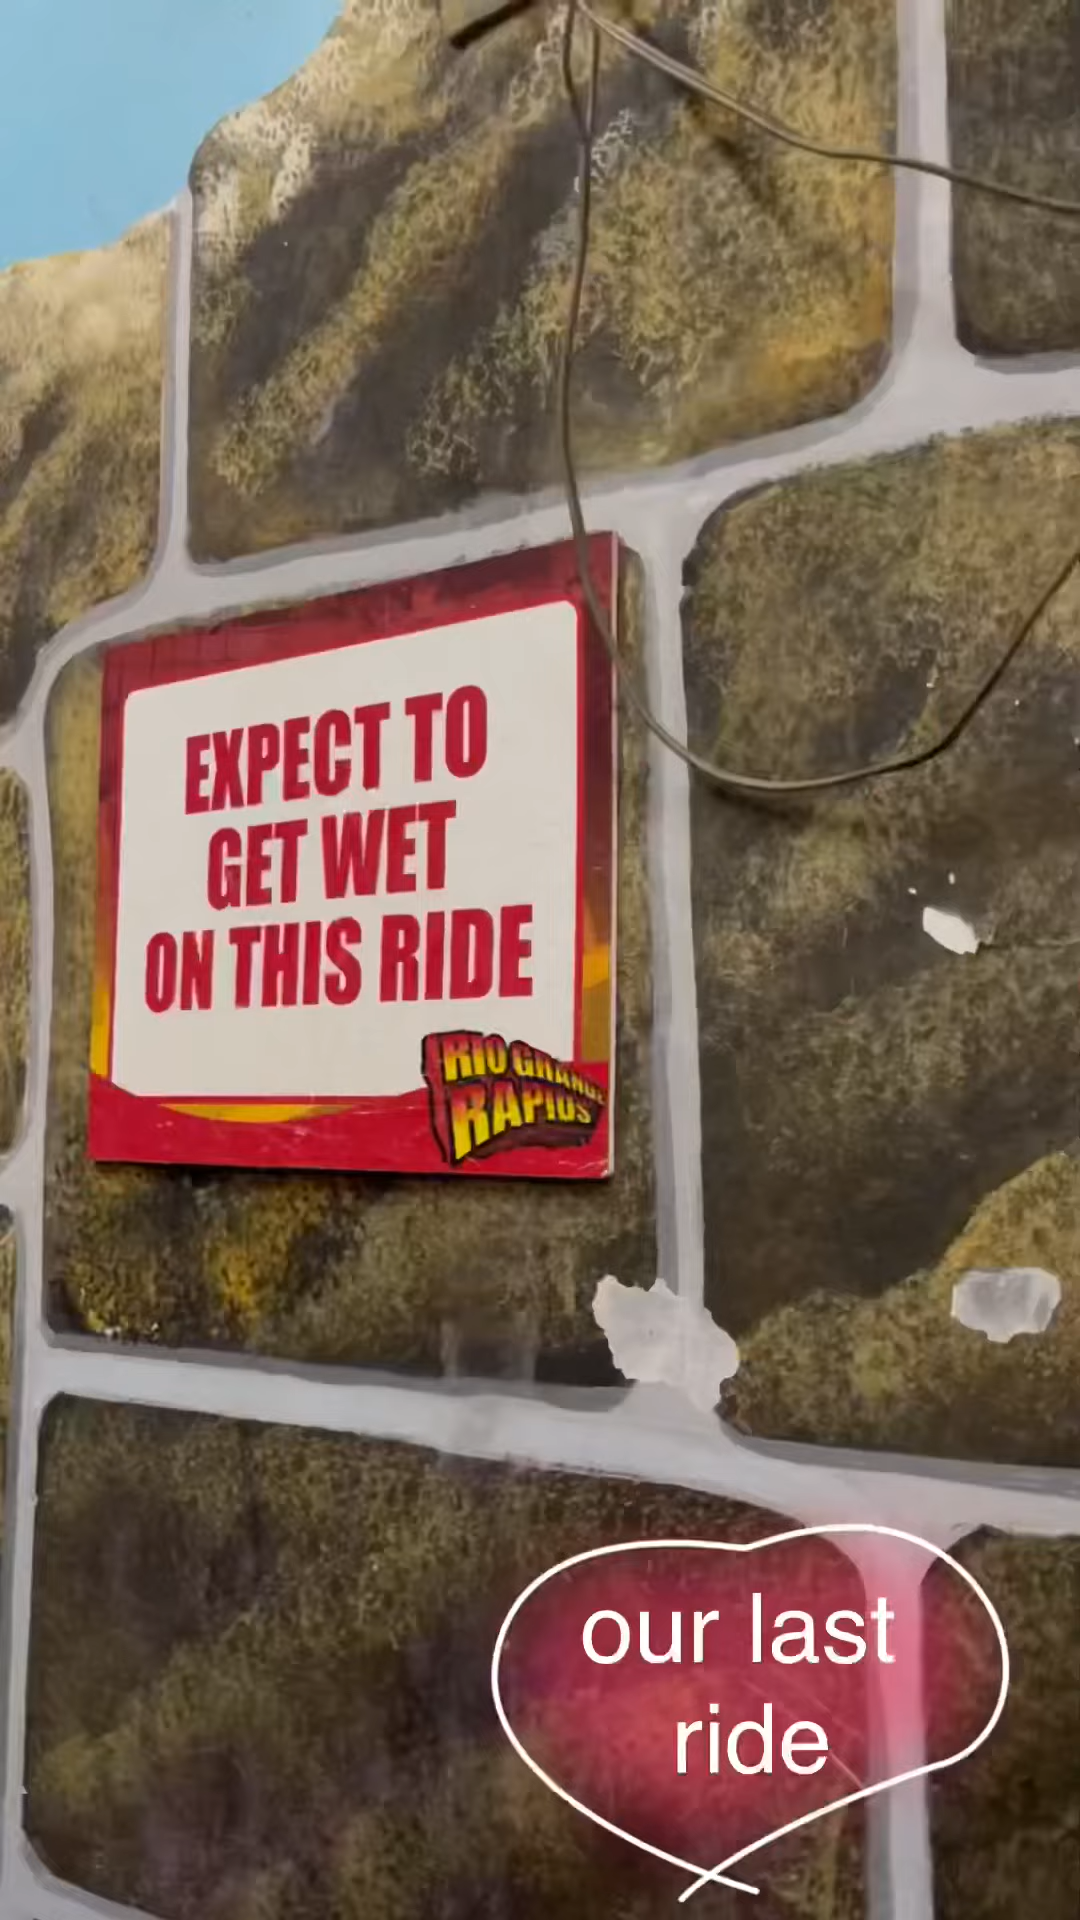 EXPECT TO
GET WET
ON THIS RIDE
RIO GRANDE
RAPIDS
our last
ride